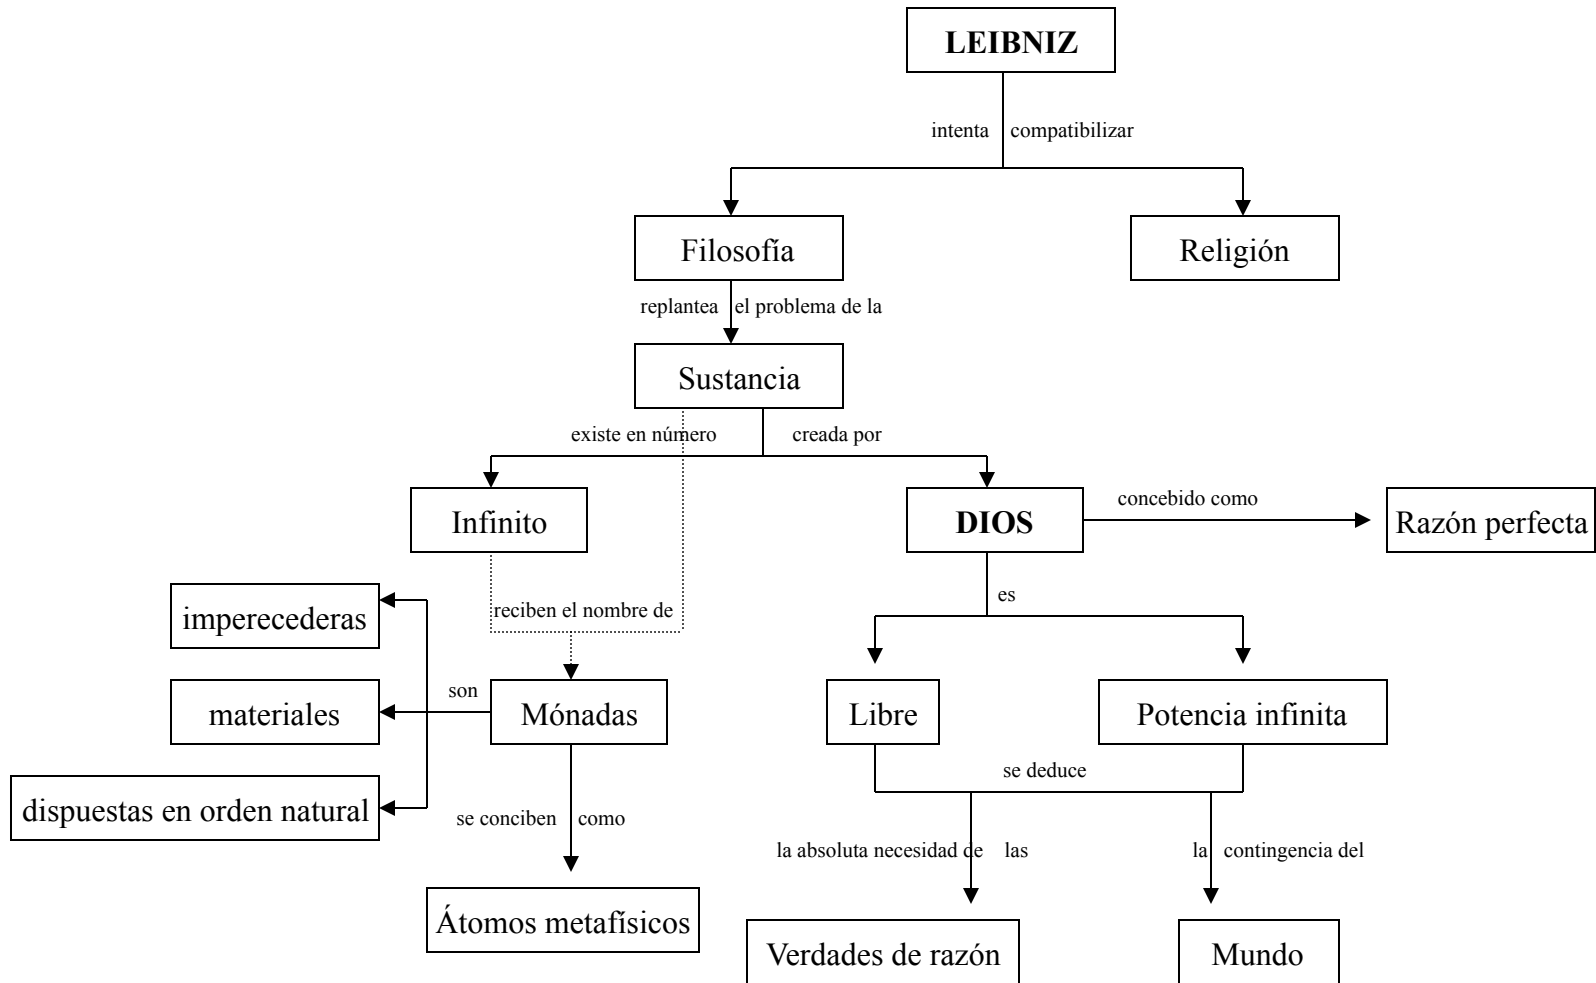 LEIBNIZ
intenta compatibilizar
Filosofía
Religión
replantea el problema de la
Sustancia
existe en número
creada por
Infinito
DIOS
concebido como
Razón perfecta
imperecederas
reciben el nombre de
es
materiales
son
Mónadas
Libre
Potencia infinita
dispuestas en orden natural
se conciben como
se deduce
la absoluta necesidad de las
la contingencia del
Átomos metafísicos
Verdades de razón
Mundo